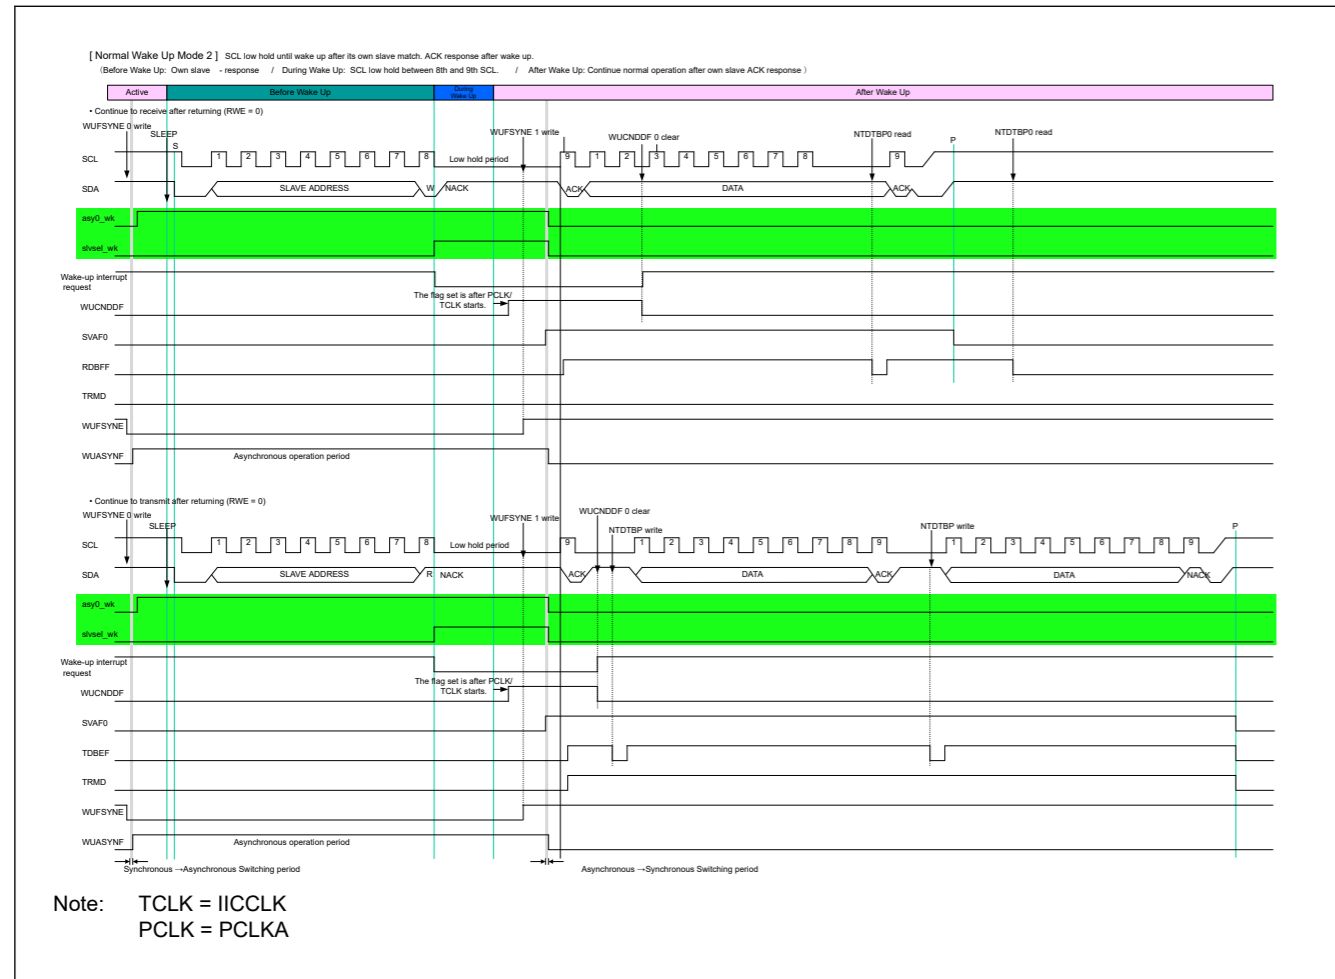 [ Normal Wake Up Mode 2 ] SCL low hold until wake up after its own slave match. ACK response after wake up.
(Before Wake Up: Own slave - response / During Wake Up: SCL low hold between 8th and 9th SCL. / After Wake Up: Continue normal operation after own slave ACK response )
Active Before Wake Up During Wake Up After Wake Up
• Continue to receive after returning (RWE = 0)
WUFSYNE 0 write SLEEP WUFSYNE 1 write WUCNDDF 0 clear NTDTBP0 read P NTDTBP0 read
S
SCL 1 2 3 4 5 6 7 8 Low hold period 9 1 2 3 4 5 6 7 8 9
SDA SLAVE ADDRESS W NACK ACK DATA ACK
asy0_wk
slvsel_wk
Wake-up interrupt
request
The flag set is after PCLK/
TCLK starts.
WUCNDDF
SVAF0
RDBFF
TRMD
WUFSYNE
WUASYNF Asynchronous operation period
• Continue to transmit after returning (RWE = 0)
WUFSYNE 0 write SLEEP WUFSYNE 1 write WUCNDDF 0 clear NTDTBP write NTDTBP write P
SCL 1 2 3 4 5 6 7 8 Low hold period 9 1 2 3 4 5 6 7 8 9 1 2 3 4 5 6 7 8 9
SDA SLAVE ADDRESS R NACK ACK DATA ACK DATA NACK
asy0_wk
slvsel_wk
Wake-up interrupt
request
The flag set is after PCLK/
TCLK starts.
WUCNDDF
SVAF0
TDBEF
TRMD
WUFSYNE
WUASYNF Asynchronous operation period
Synchronous →Asynchronous Switching period Asynchronous →Synchronous Switching period
Note: TCLK = IICCLK
PCLK = PCLKA